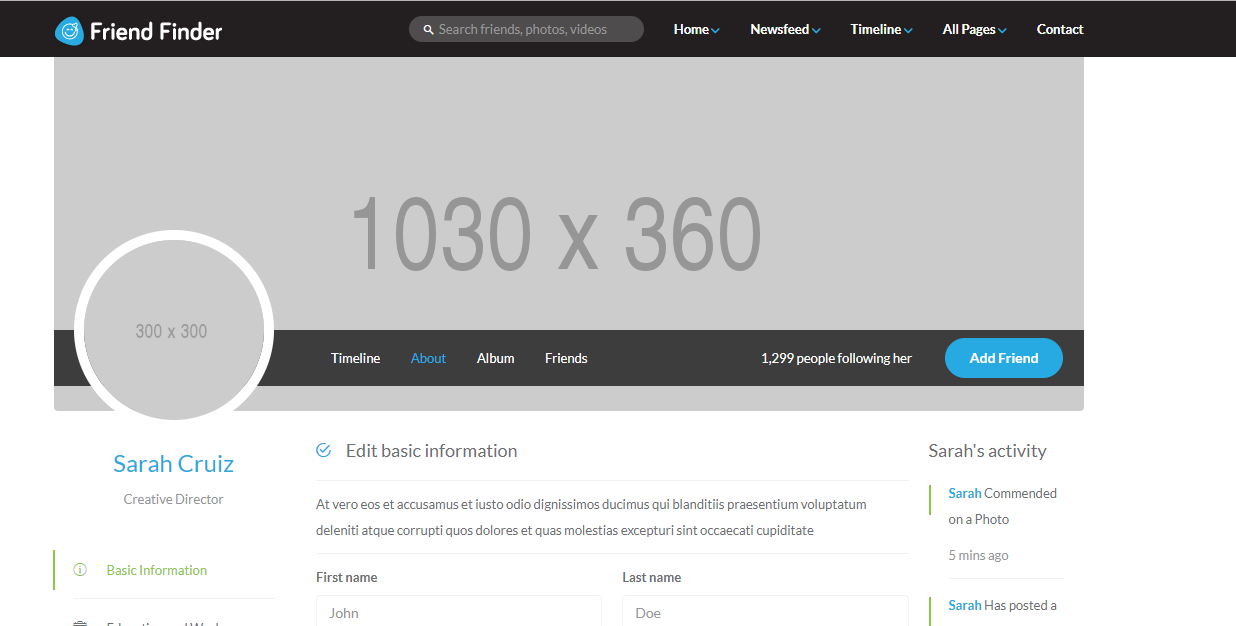 Friend Finder
Search friends, photos, videos
Home
Newsfeed
Timeline
All Pages
Contact
1030 x 360
300 x 300
Timeline
About
Album
Friends
1,299 people following her
Add Friend
Sarah Cruiz
Creative Director
Basic Information
Edit basic information
At vero eos et accusamus et iusto odio dignissimos ducimus qui blanditiis praesentium voluptatum
deleniti atque corrupti quos dolores et quas molestias excepturi sint occaecati cupiditate
First name
Last name
John
Doe
Sarah's activity
Sarah Commended
on a Photo
5 mins ago
Sarah Has posted a